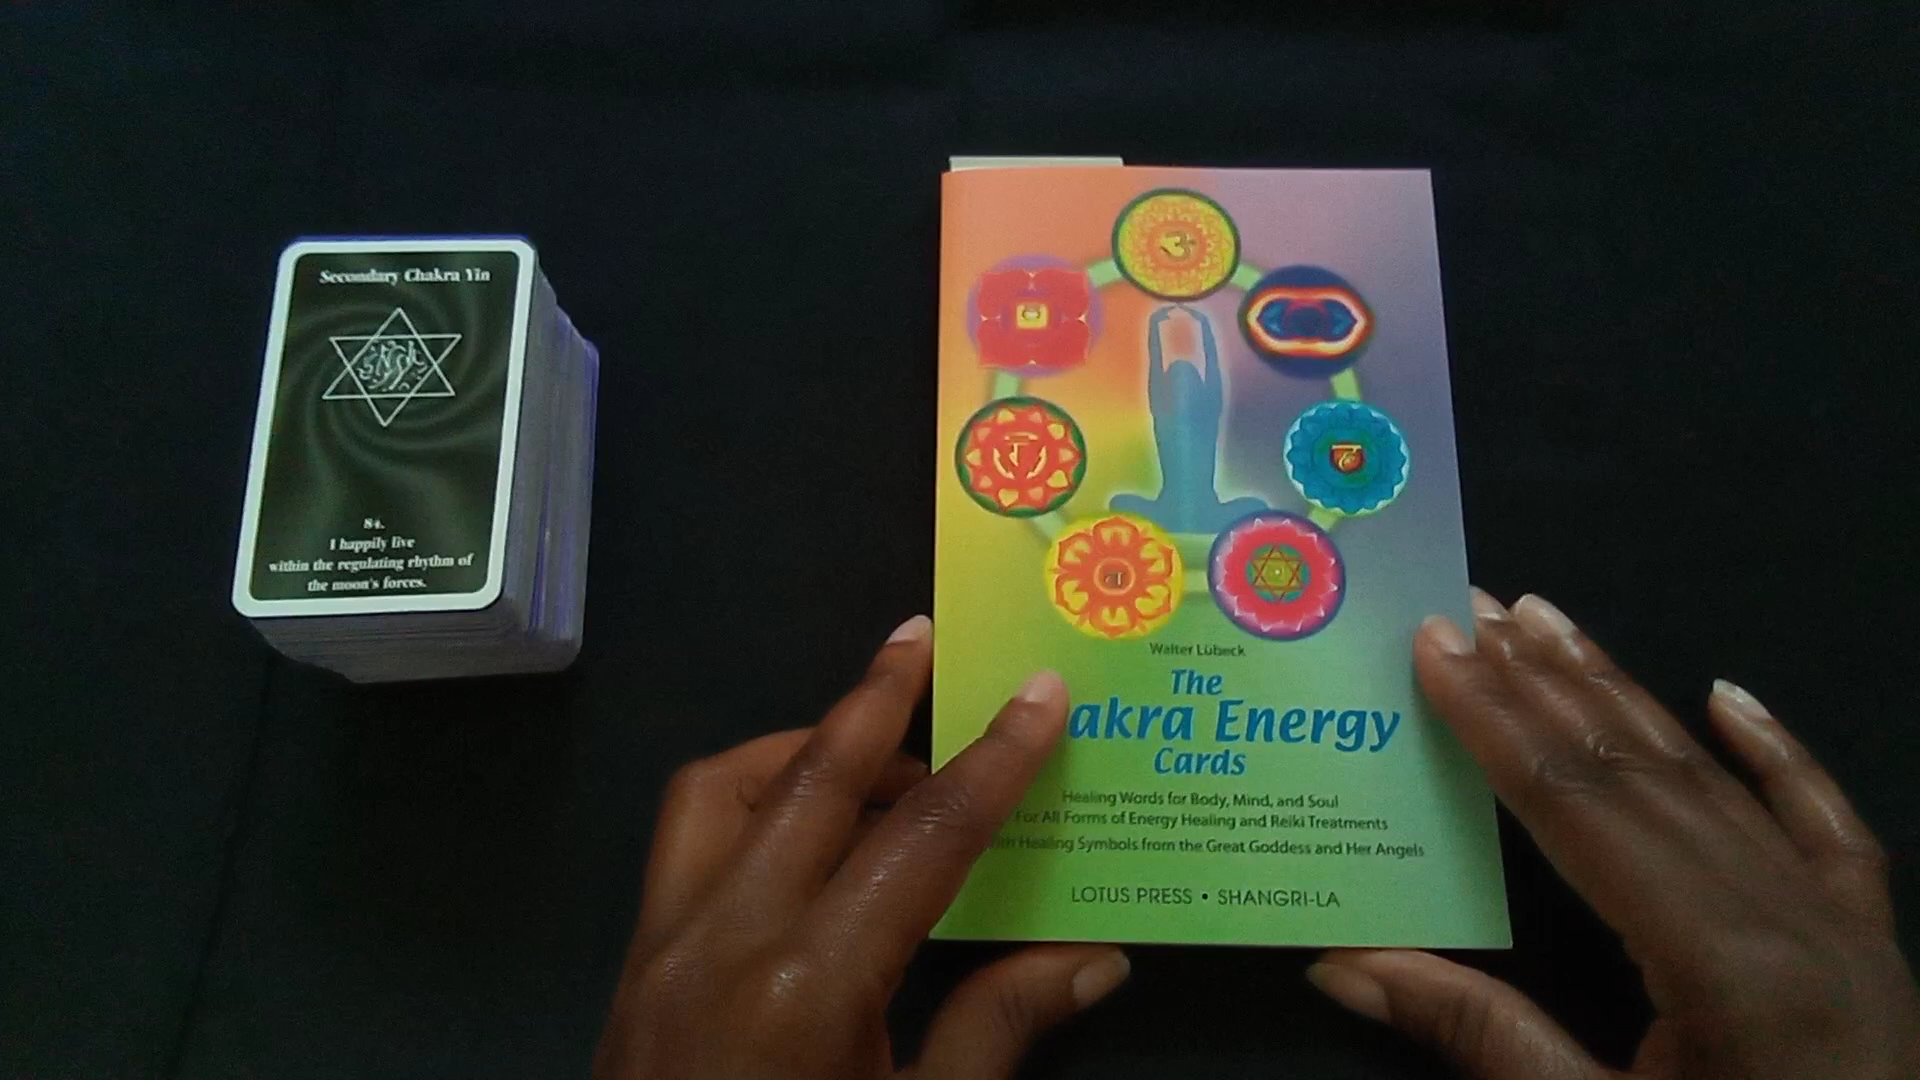 Secondary Chakra Yin
84.
I happily live
within the regulating rhythm of
the moon's forces.
Walter Lübeck
The
akra Energy
Cards
Healing Words for Body, Mind, and Soul
For All Forms of Energy Healing and Reiki Treatments
Healing Symbols from the Great Goddess and Her Angels
LOTUS PRESS • SHANGRI-LA